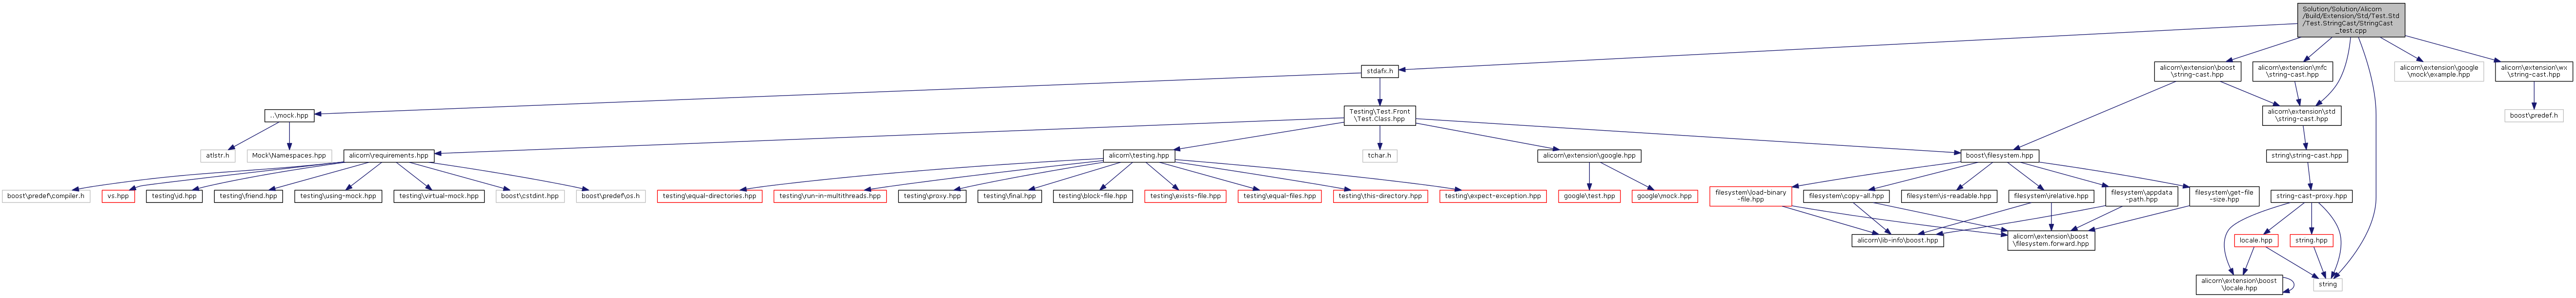 Solution/Solution/Alicorn
/Build/Extension/Std/Test.Std
/Test.StringCast/StringCast
_test.cpp
stdafx.h
alicorn\extension\boost
\string-cast.hpp
alicorn\extension\mfc
\string-cast.hpp
alicorn\extension\google
\mock\example.hpp
alicorn\extension\wx
\string-cast.hpp
..\mock.hpp
Testing\Test.Front
\Test.Class.hpp
alicorn\extension\std
\string-cast.hpp
boost\predef.h
atlstr.h
Mock\Namespaces.hpp
alicorn\requirements.hpp
alicorn\testing.hpp
tchar.h
alicorn\extension\google.hpp
boost\filesystem.hpp
string\string-cast.hpp
boost\predef\compiler.h
vs.hpp
testing\id.hpp
testing\friend.hpp
testing\using-mock.hpp
testing\virtual-mock.hpp
boost\cstdint.hpp
boost\predef\os.h
testing\equal-directories.hpp
testing\run-in-multithreads.hpp
testing\proxy.hpp
testing\final.hpp
testing\block-file.hpp
testing\exists-file.hpp
testing\equal-files.hpp
testing\this-directory.hpp
testing\expect-exception.hpp
google\test.hpp
google\mock.hpp
filesystem\load-binary
-file.hpp
filesystem\copy-all.hpp
filesystem\is-readable.hpp
filesystem\relative.hpp
filesystem\appdata
-path.hpp
filesystem\get-file
-size.hpp
string-cast-proxy.hpp
alicorn\lib-info\boost.hpp
alicorn\extension\boost
\filesystem.forward.hpp
locale.hpp
string.hpp
alicorn\extension\boost
\locale.hpp
string